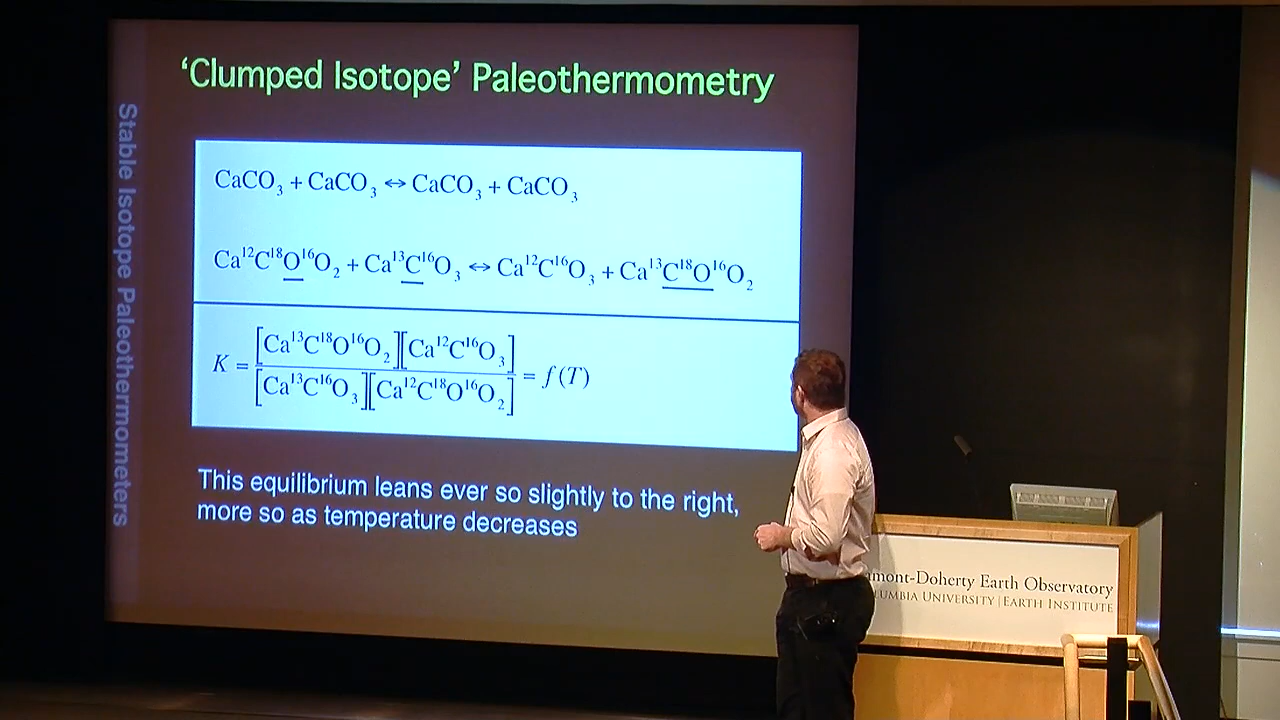 'Clumped Isotope' Paleothermometry
Stable Isotope Paleothermometers
CaCO₃ + CaCO₃ ⇔ CaCO₃ + CaCO₃
Ca¹²C¹⁸O¹⁶O₂ + Ca¹³C¹⁶O₃ ⇔ Ca¹²C¹⁶O₃ + Ca¹³C¹⁸O¹⁶O₂
K = [Ca¹³C¹⁸O¹⁶O₂][Ca¹²C¹⁶O₃] / [Ca¹³C¹⁶O₃][Ca¹²C¹⁸O¹⁶O₂] = f(T)
This equilibrium leans ever so slightly to the right,
more so as temperature decreases
mont-Doherty Earth Observatory
LUMBIA UNIVERSITY | EARTH INSTITUTE